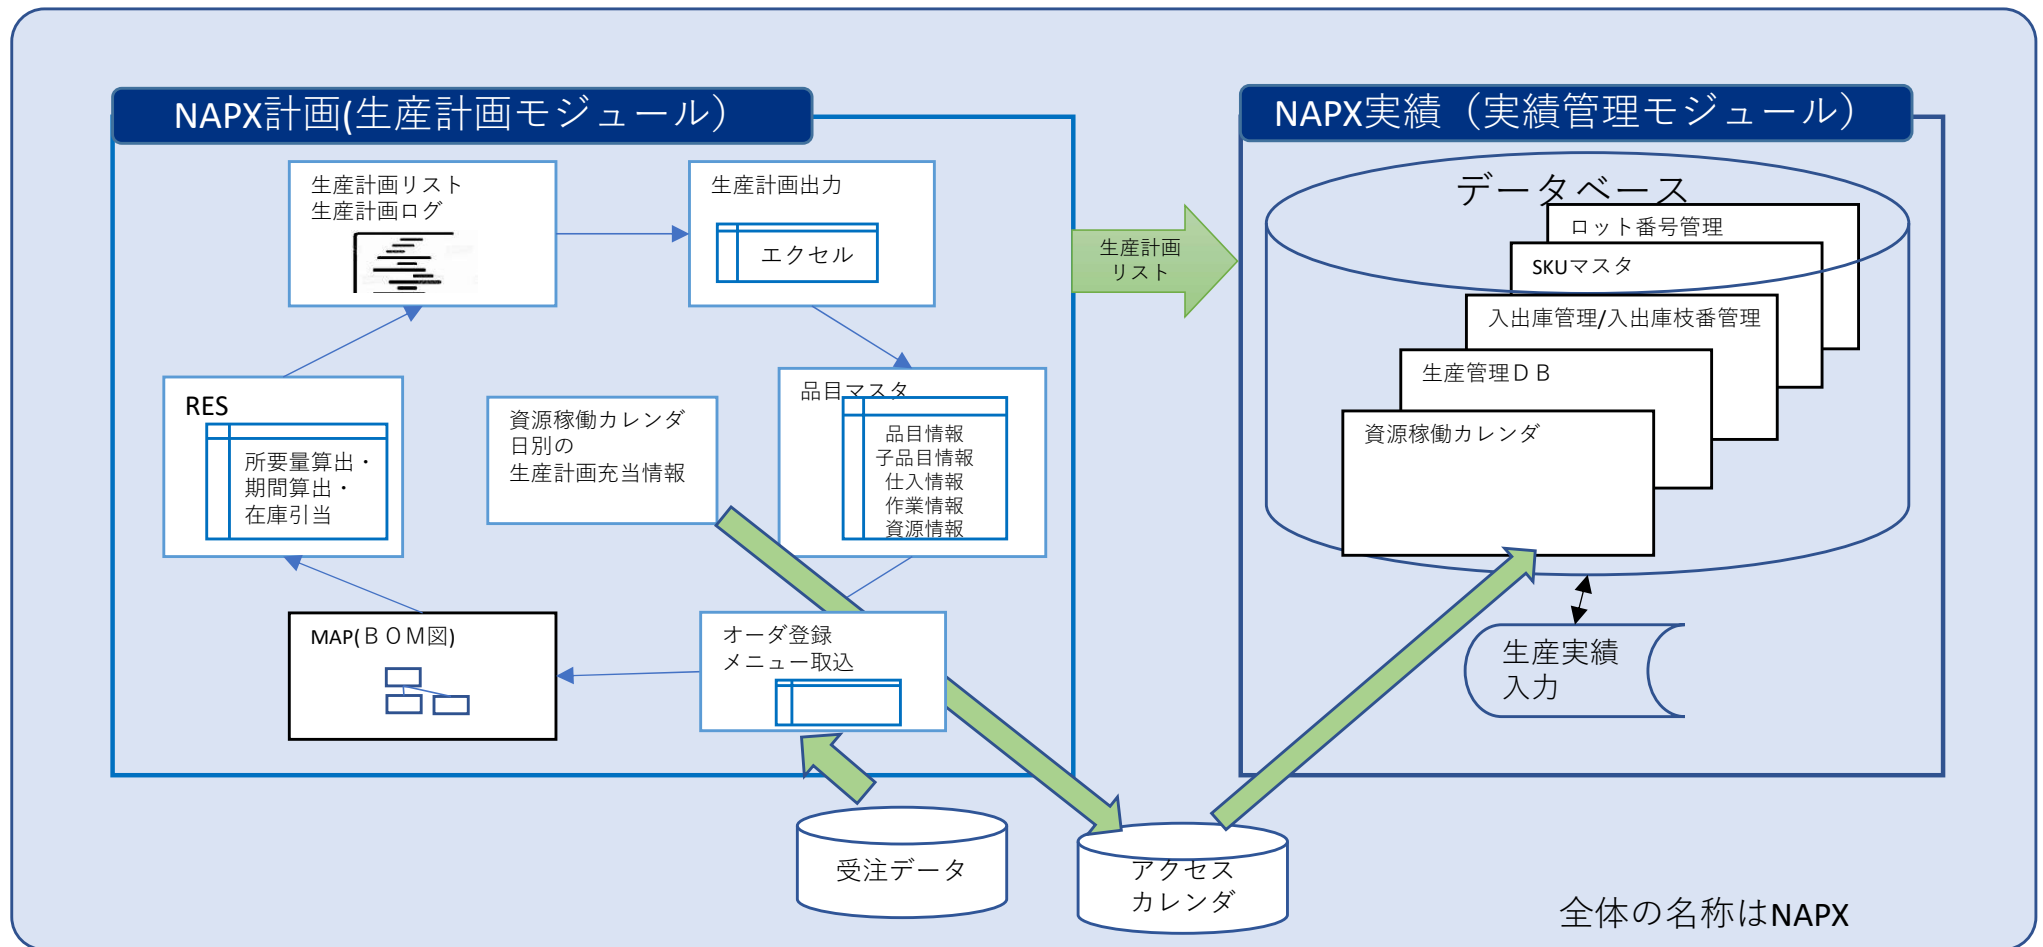 NAPX計画(生産計画モジュール）
生産計画リスト
生産計画ログ
生産計画出力
エクセル
RES
所要量算出・
期間算出・
在庫引当
資源稼働カレンダ
日別の
生産計画充当情報
品目マスタ
品目情報
子品目情報
仕入情報
作業情報
資源情報
MAP(ＢＯＭ図)
オーダ登録
メニュー取込
生産計画
リスト
NAPX実績（実績管理モジュール）
データベース
ロット番号管理
SKUマスタ
入出庫管理/入出庫枝番管理
生産管理ＤＢ
資源稼働カレンダ
生産実績
入力
受注データ
アクセス
カレンダ
全体の名称はNAPX